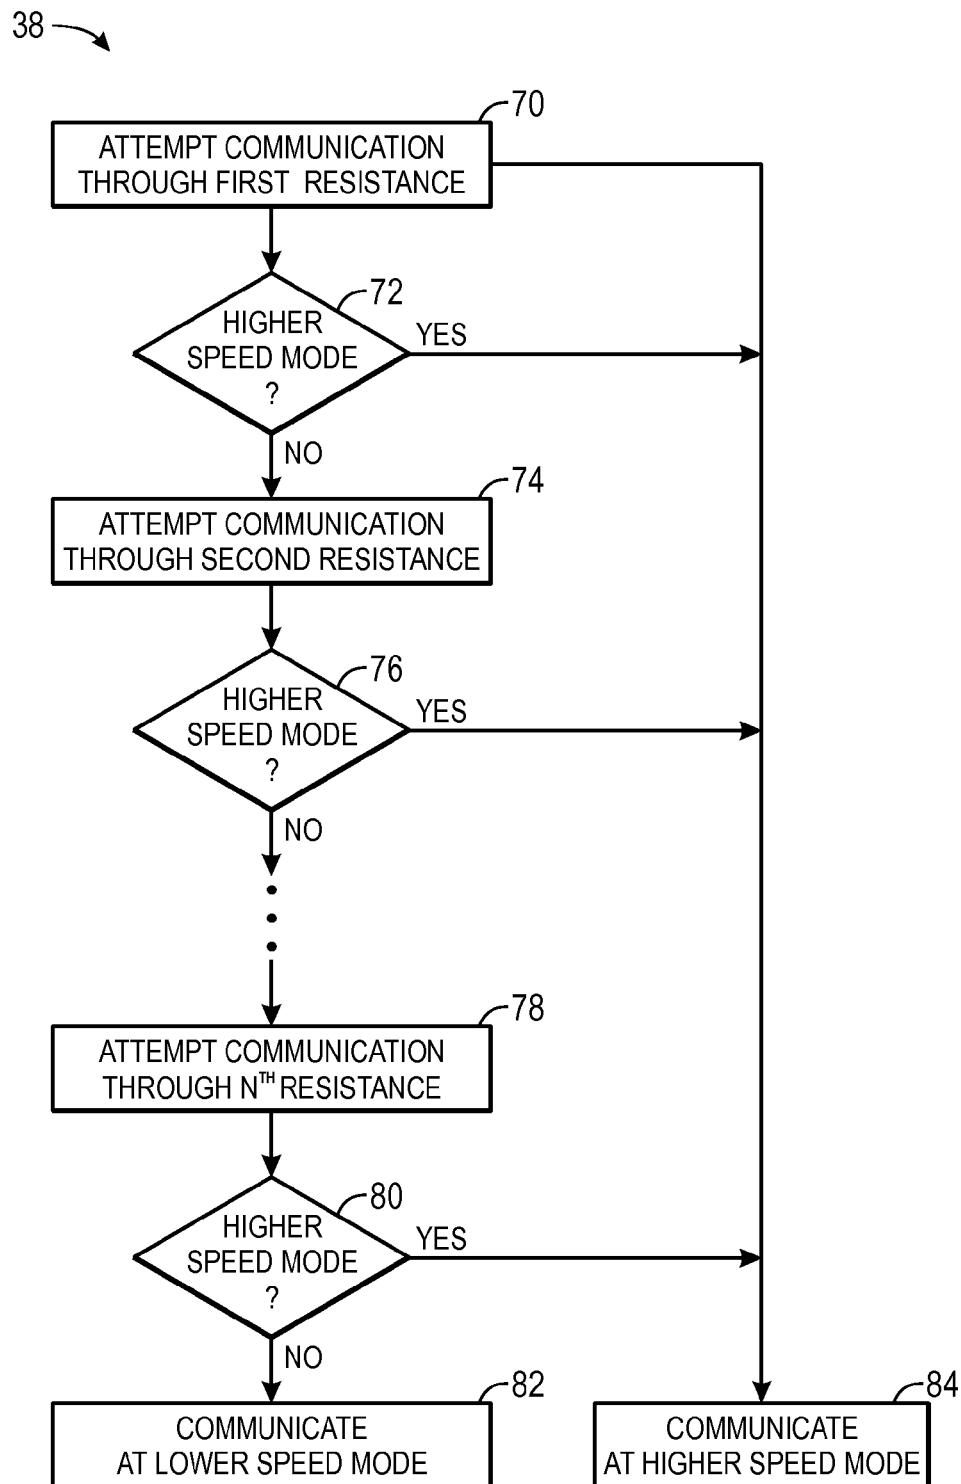 38
70
ATTEMPT COMMUNICATION
THROUGH FIRST RESISTANCE
72
HIGHER
SPEED MODE
?
YES
NO
74
ATTEMPT COMMUNICATION
THROUGH SECOND RESISTANCE
76
HIGHER
SPEED MODE
?
YES
NO
78
ATTEMPT COMMUNICATION
THROUGH NTH RESISTANCE
80
HIGHER
SPEED MODE
?
YES
NO
82
COMMUNICATE
AT LOWER SPEED MODE
84
COMMUNICATE
AT HIGHER SPEED MODE